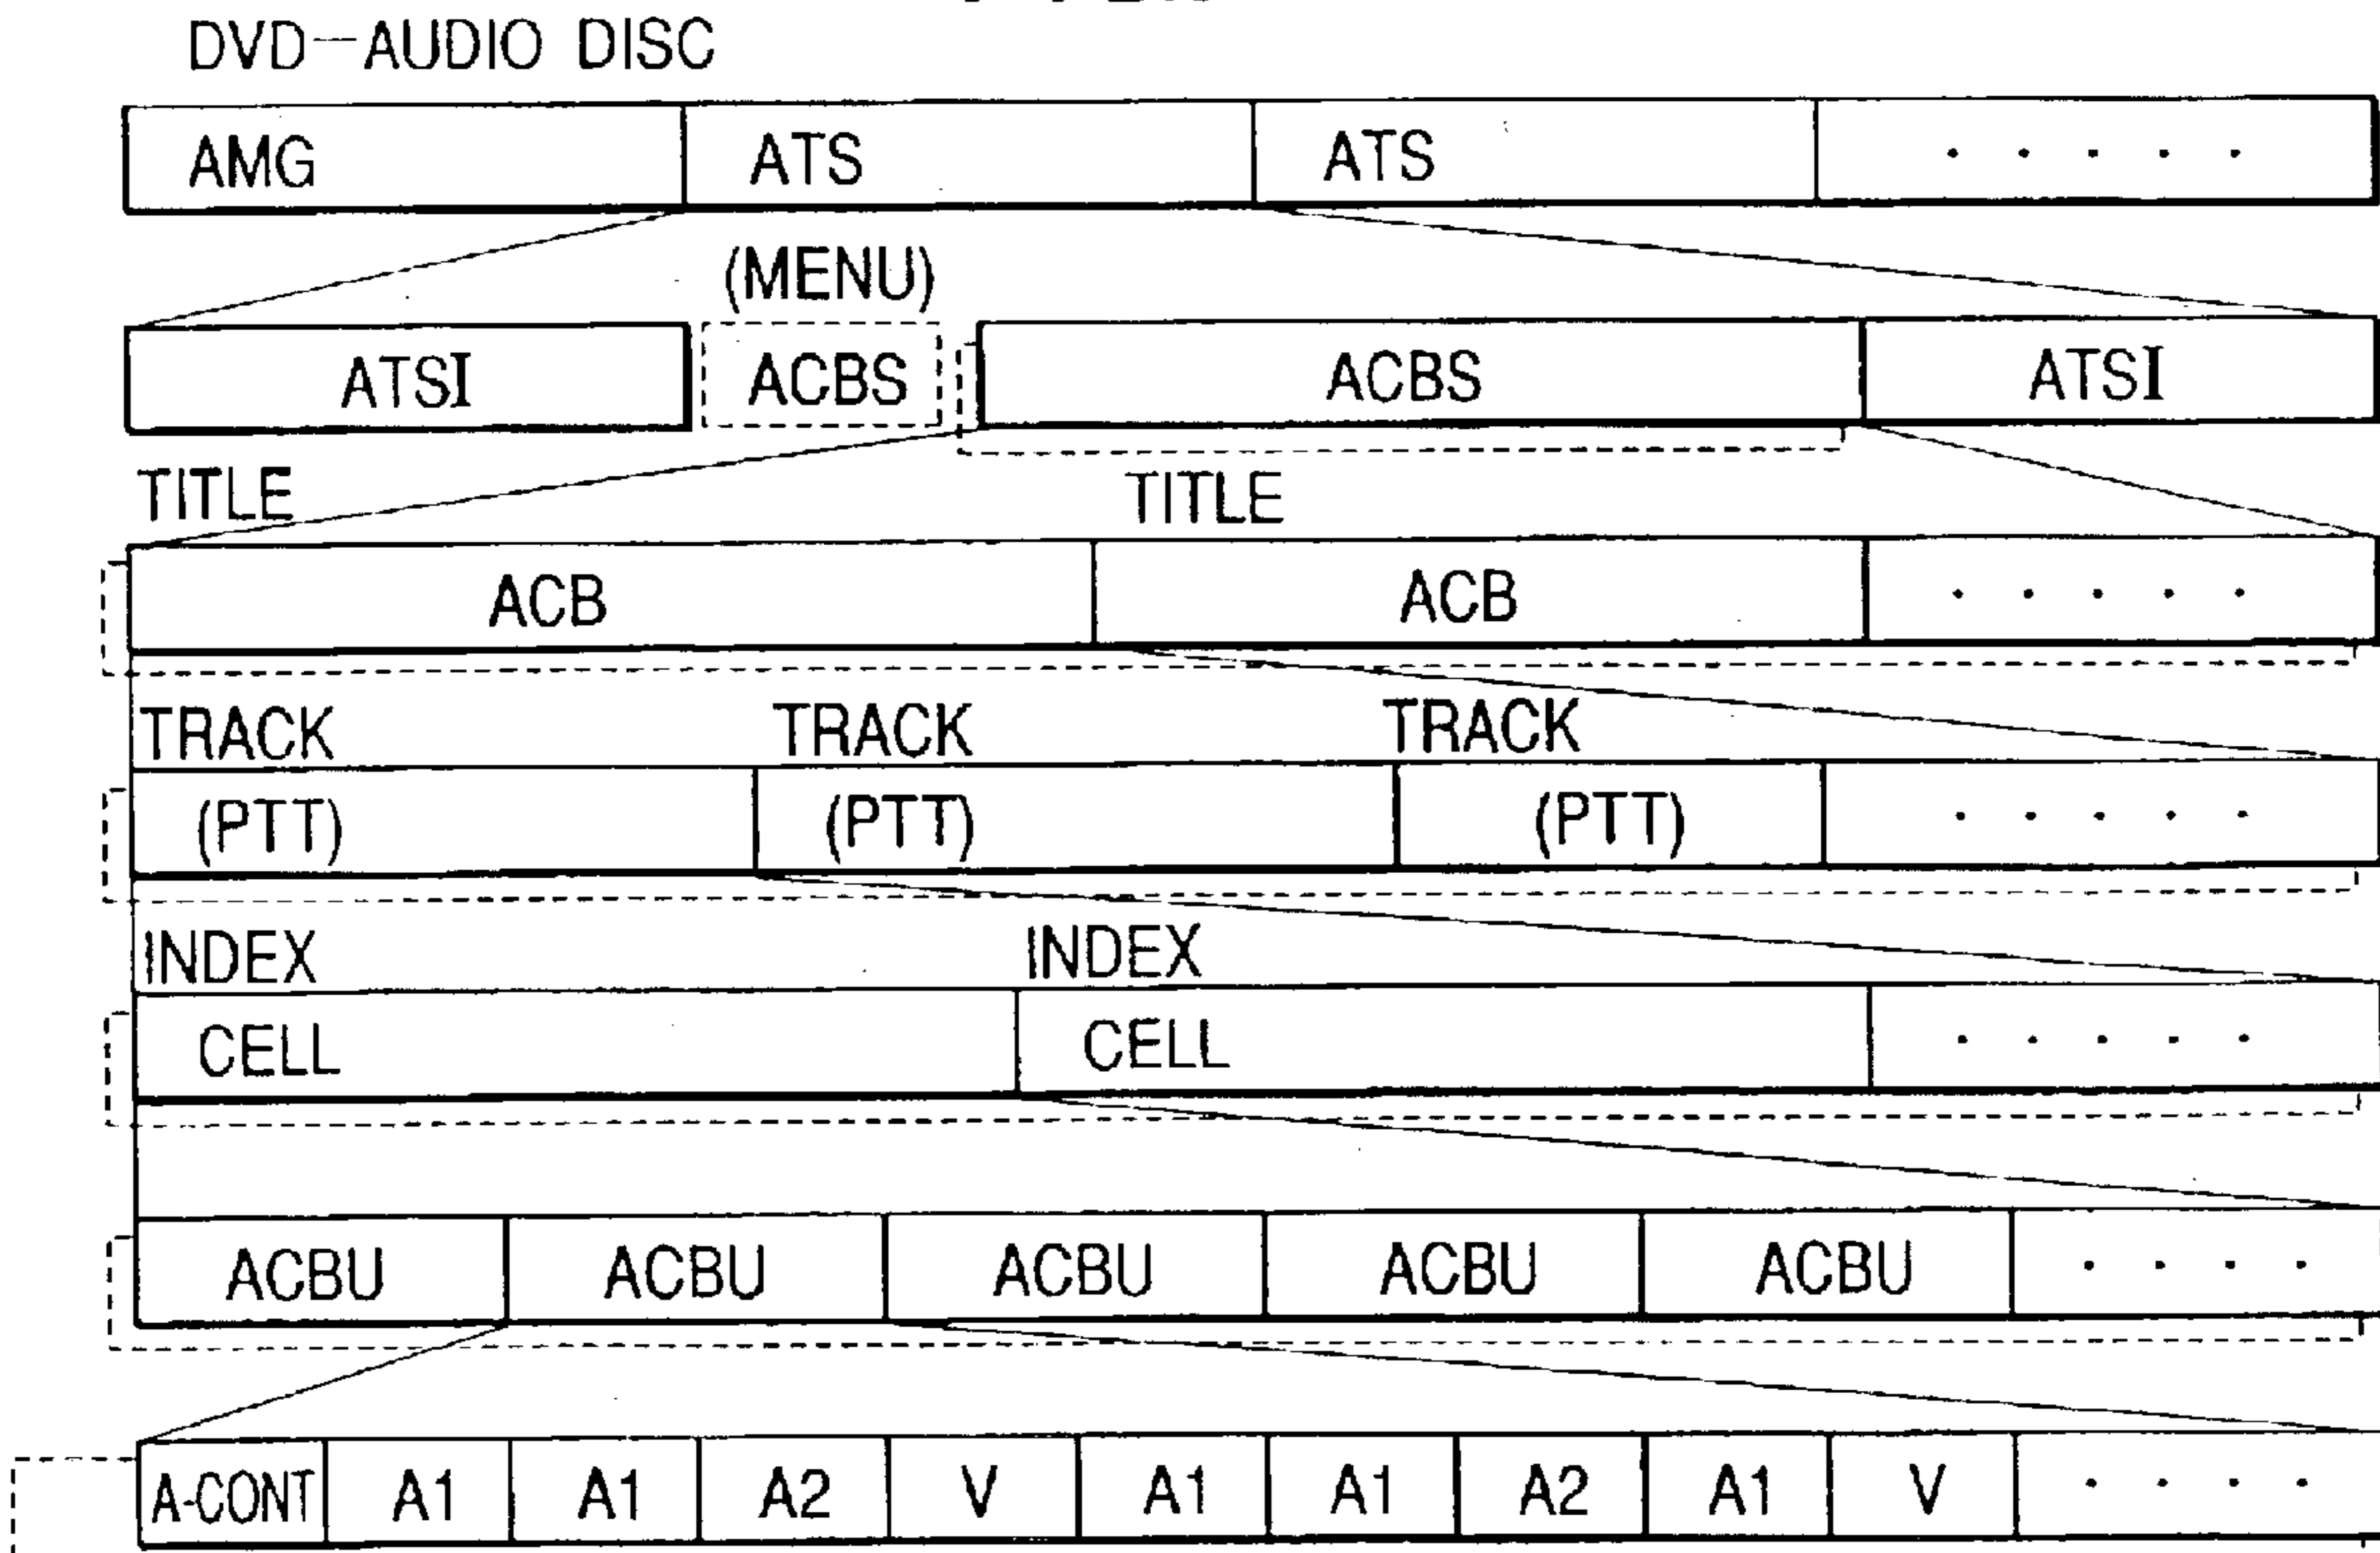 DVD-AUDIO DISC
AMG ATS ATS . . . . .
(MENU)
ATSI ACBS ACBS ATSI
TITLE TITLE
ACB ACB . . . . .
TRACK TRACK TRACK
(PTT) (PTT) (PTT) . . . . .
INDEX INDEX
CELL CELL . . . . .
ACBU ACBU ACBU ACBU ACBU . . . .
A-CONT A1 A1 A2 V A1 A1 A2 A1 V . . . .